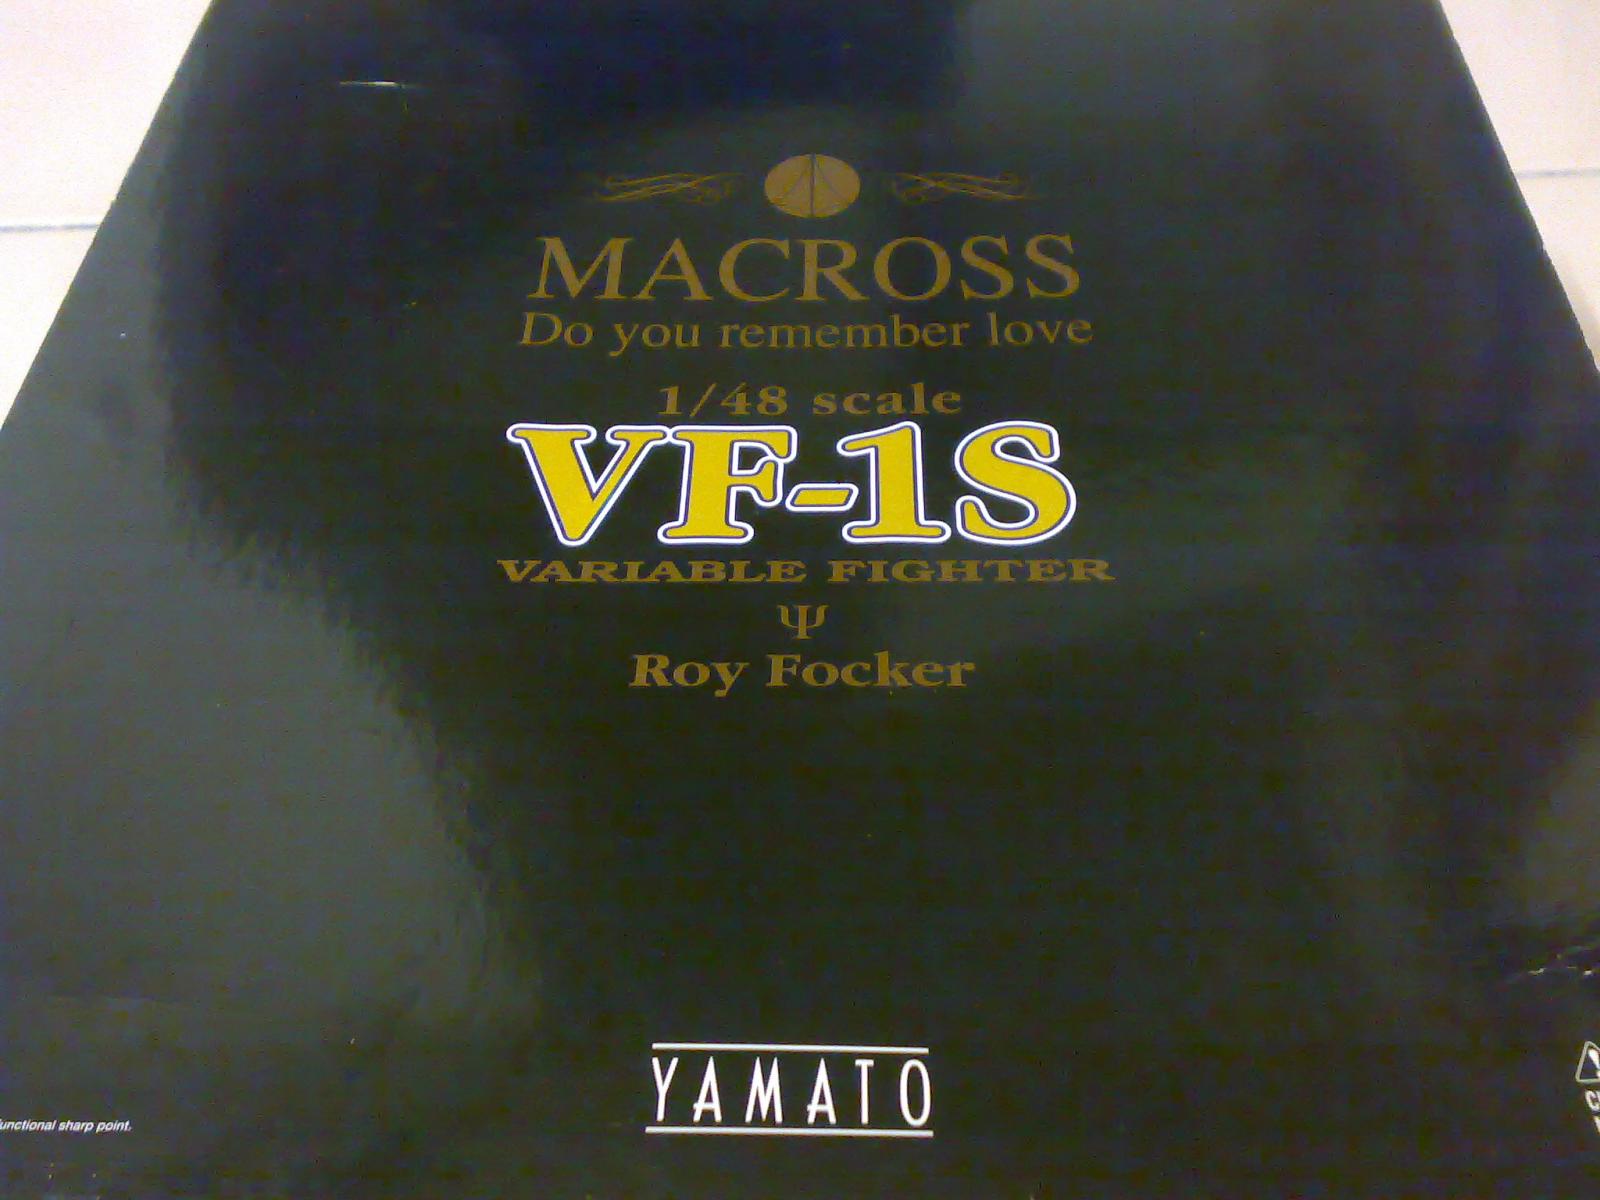 MACROSS
Do you remember love
1/48 scale
VF-1S
VARIABLE FIGHTER
Ψ
Roy Focker
YAMATO
functional sharp point.